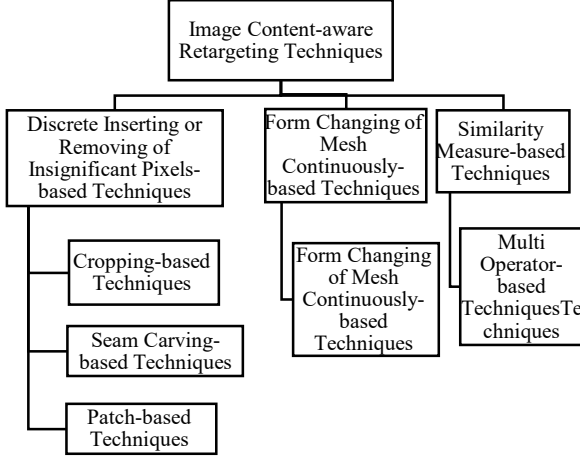 Image Content-aware
Retargeting Techniques
Discrete Inserting or
Removing of
Insignificant Pixels-
based Techniques
Form Changing of
Mesh
Continuously-
based Techniques
Similarity
Measure-based
Techniques
Cropping-based
Techniques
Seam Carving-
based Techniques
Patch-based
Techniques
Form Changing
of Mesh
Continuously-
based
Techniques
Multi
Operator-
based
TechniquesTe
chniques